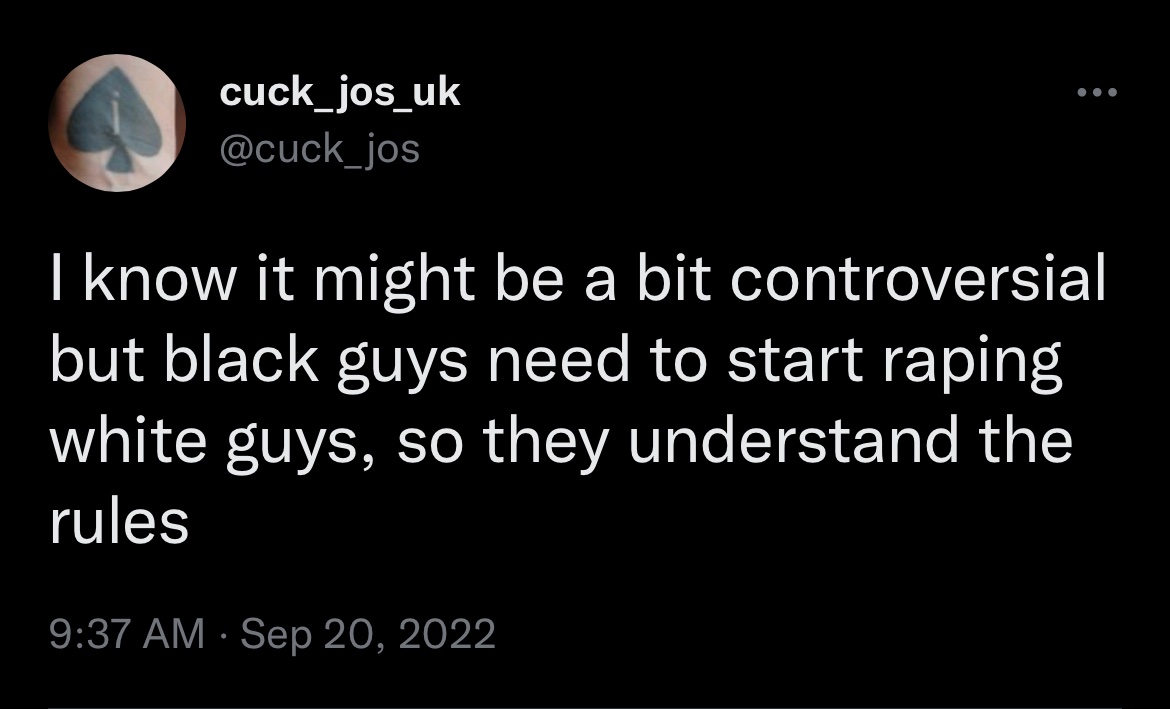 cuck_jos_uk
@cuck_jos
I know it might be a bit controversial
but black guys need to start raping
white guys, so they understand the
rules
9:37 AM · Sep 20, 2022